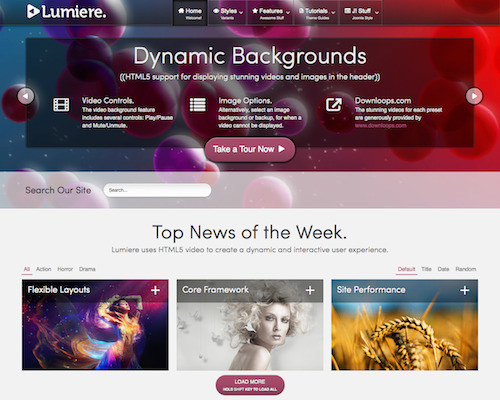 Lumiere.
Home Styles Features Tutorials J! Stuff
Welcome! Variants Awesome Stuff Theme Guides Joomla Style
Dynamic Backgrounds
((HTML5 support for displaying stunning videos and images in the header))
Video Controls.
The video background feature
includes several controls: Play/Pause
and Mute/Unmute.
Image Options.
Alternatively, select an image
background or backup, for when a
video cannot be displayed.
Downloops.com
The stunning videos for each preset
are generously provided by
www.downloops.com
Take a Tour Now
Search Our Site
Search...
Top News of the Week.
Lumiere uses HTML5 video to create a dynamic and interactive user experience.
All Action Horror Drama
Default Title Date Random
Flexible Layouts
Core Framework
Site Performance
LOAD MORE
HOLD SHIFT KEY TO LOAD ALL